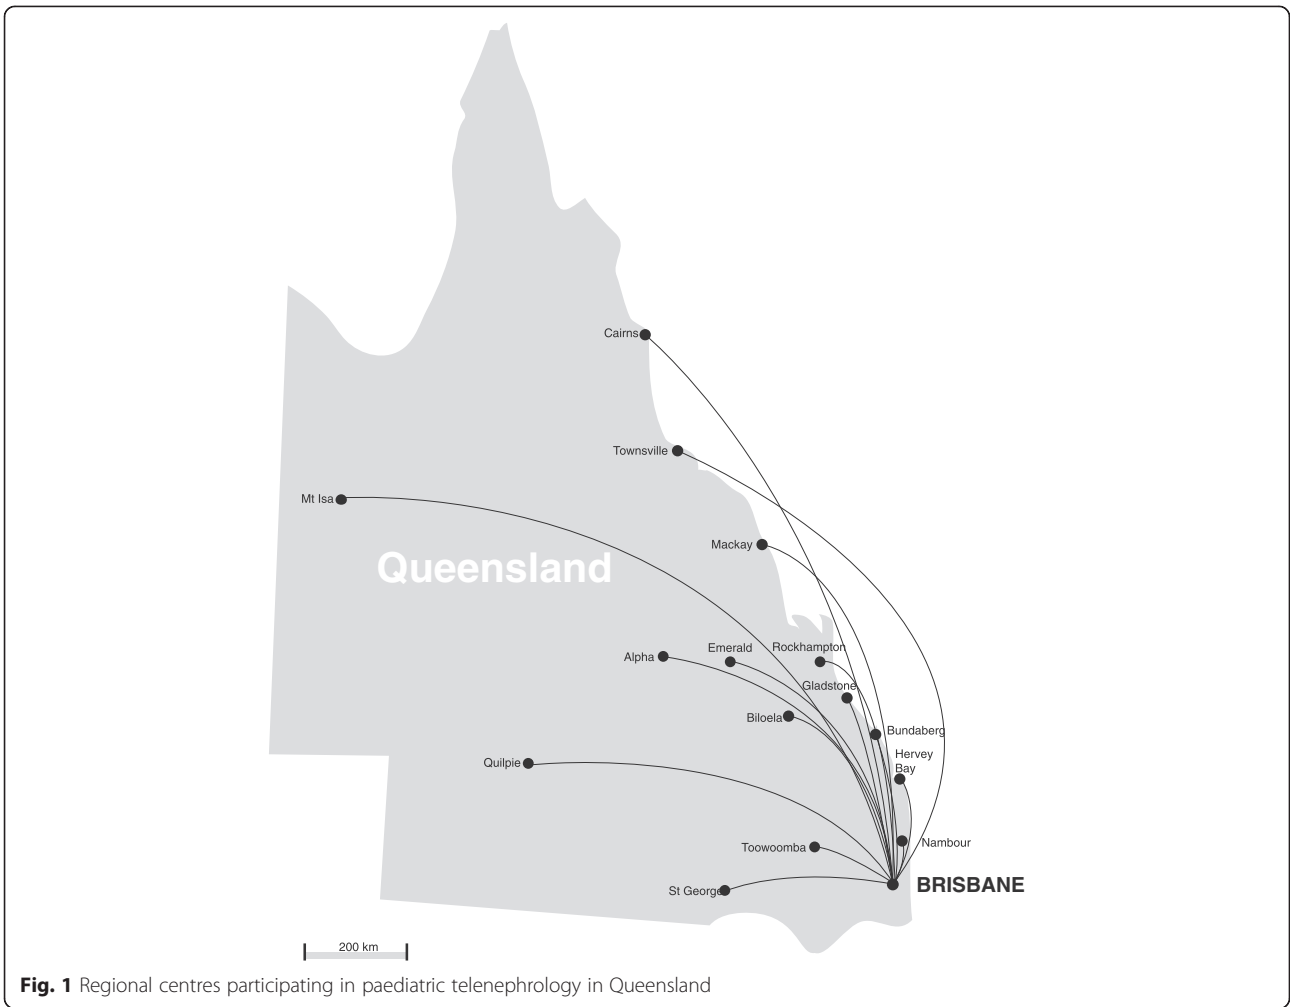 Cairns
Townsville
Mt Isa
Mackay
Queensland
Alpha
Emerald
Rockhampton
Gladstone
Biloela
Bundaberg
Hervey
Bay
Quilpie
Toowoomba
Nambour
St George
BRISBANE
200 km
Fig. 1 Regional centres participating in paediatric telenephrology in Queensland